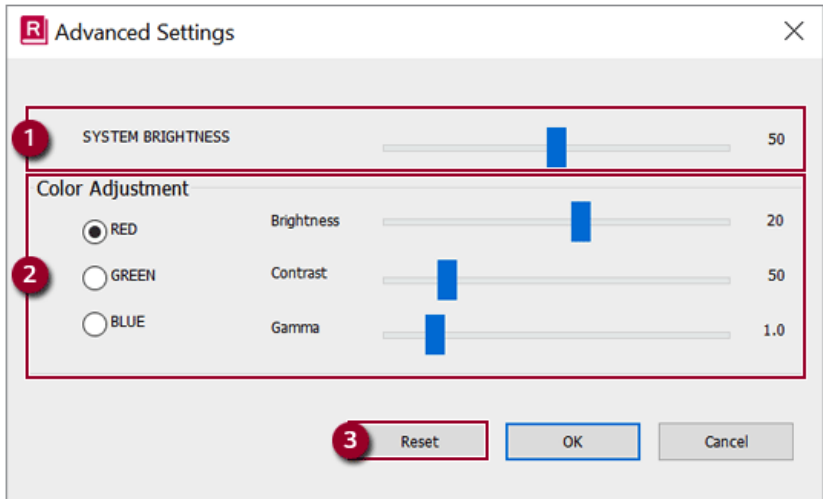 R Advanced Settings
1 SYSTEM BRIGHTNESS 50
Color Adjustment
RED Brightness 20
2 GREEN Contrast 50
BLUE Gamma 1.0
3 Reset OK Cancel